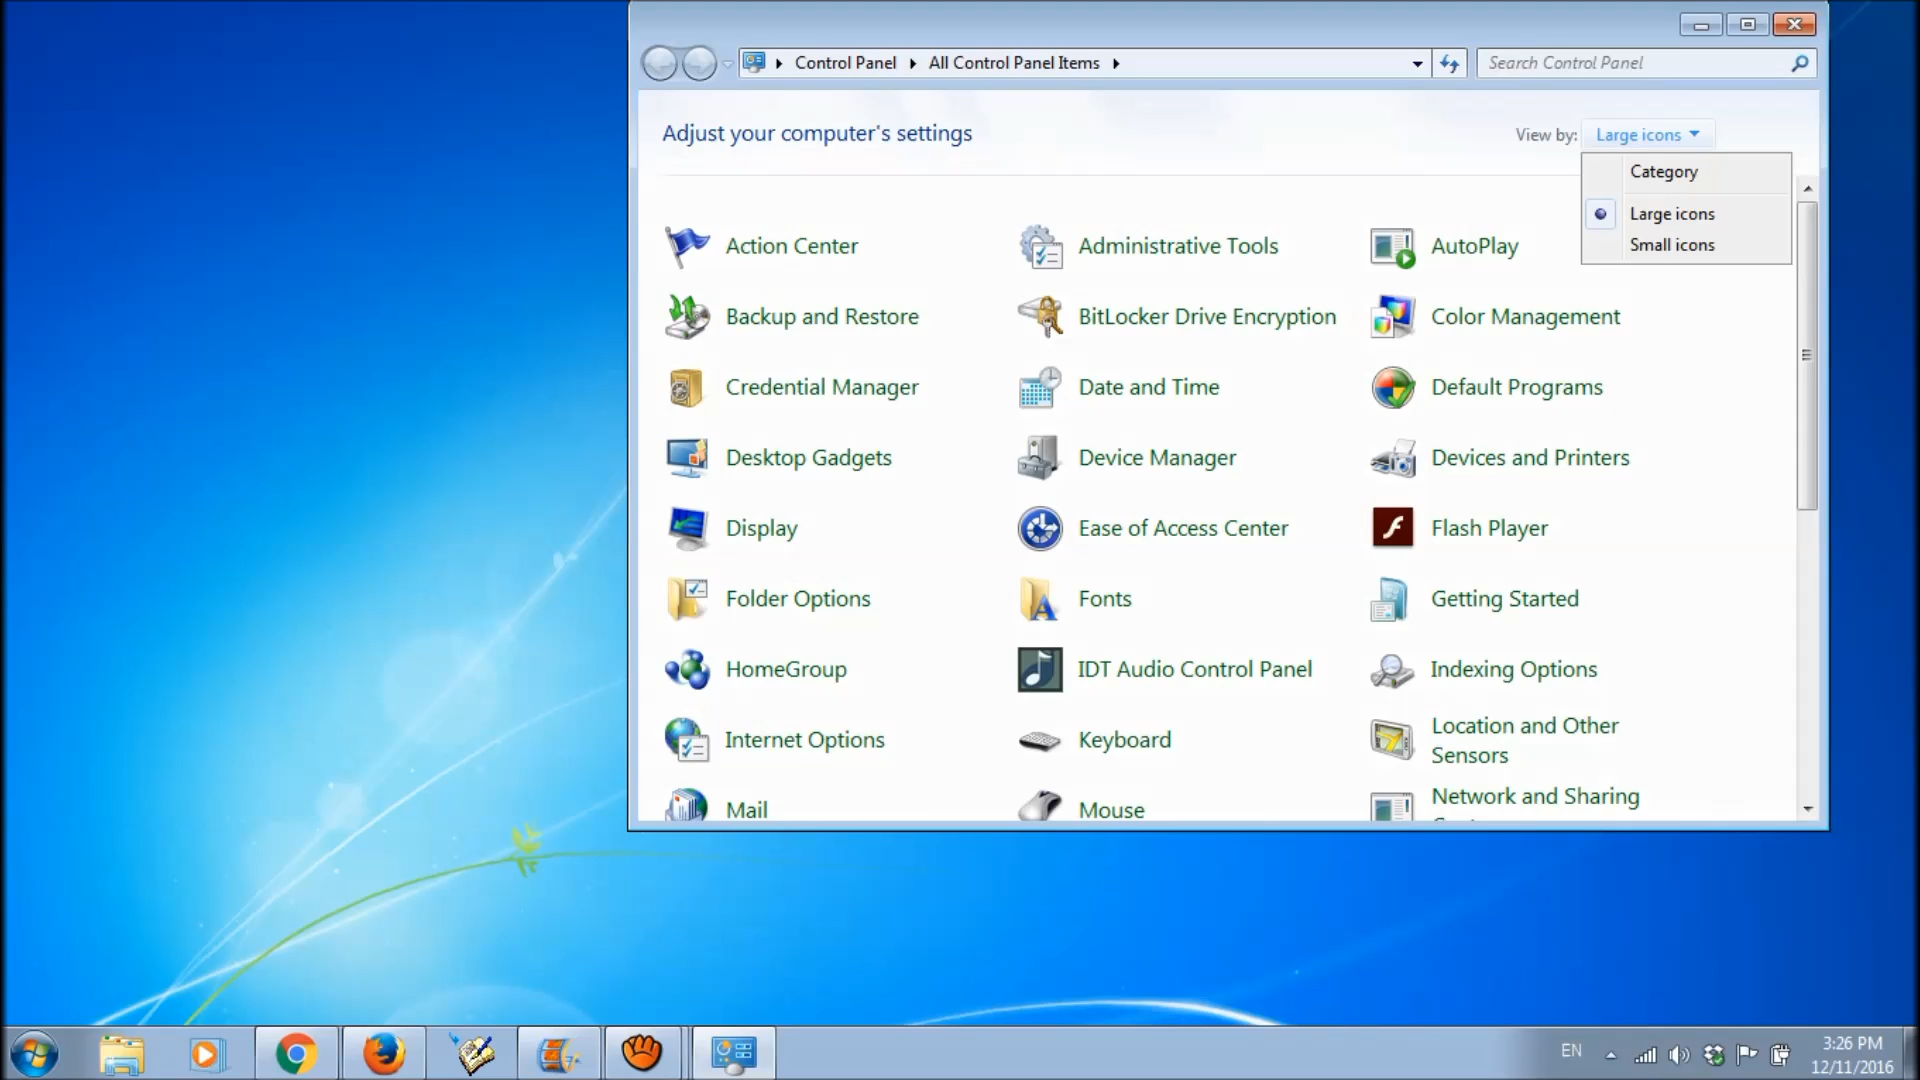 Control Panel All Control Panel Items
Search Control Panel
Adjust your computer's settings
View by: Large icons
Category
Large icons
Small icons
Action Center
Administrative Tools
AutoPlay
Backup and Restore
BitLocker Drive Encryption
Color Management
Credential Manager
Date and Time
Default Programs
Desktop Gadgets
Device Manager
Devices and Printers
Display
Ease of Access Center
Flash Player
Folder Options
Fonts
Getting Started
HomeGroup
IDT Audio Control Panel
Indexing Options
Internet Options
Keyboard
Location and Other
Sensors
Mail
Mouse
Network and Sharing
EN
3:26 PM
12/11/2016